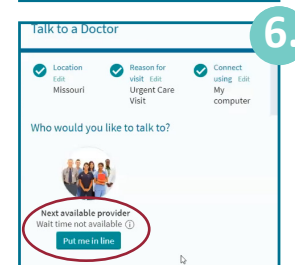 Talk to a Doctor
6.
Location
Edit
Missouri
Reason for
visit Edit
Urgent Care
Visit
Connect
using Edit
My
computer
Who would you like to talk to?
Next available provider
Wait time not available ⓘ
Put me in line